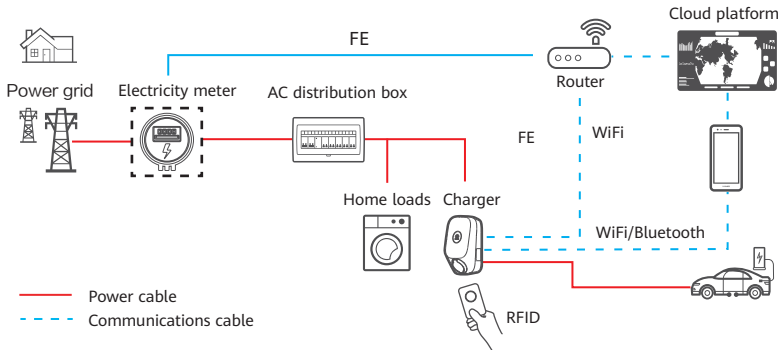 Cloud platform
FE
Power grid
Electricity meter
AC distribution box
Router
FE
WiFi
Home loads
Charger
WiFi/Bluetooth
Power cable
Communications cable
RFID